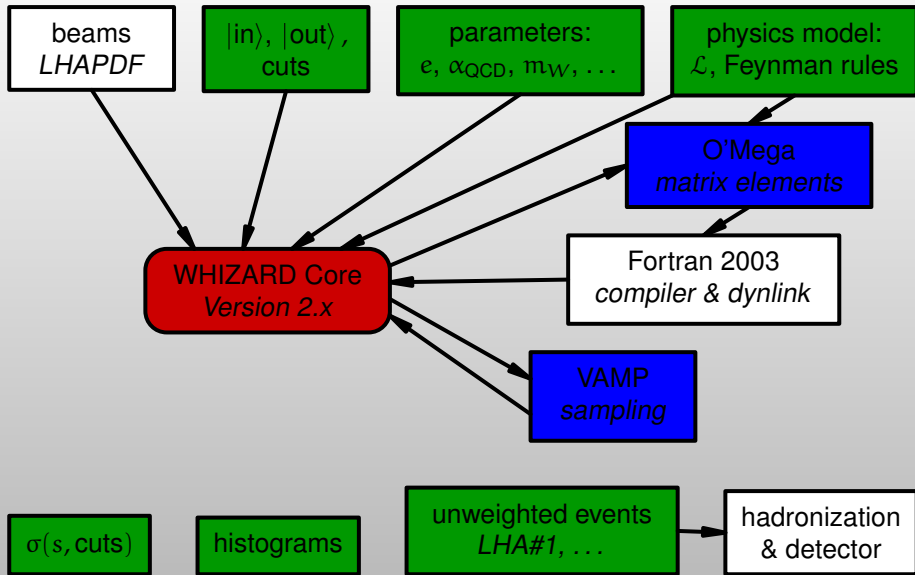 beams
LHAPDF
|in⟩, |out⟩,
cuts
parameters:
e, α_QCD, m_W, ...
physics model:
ℒ, Feynman rules
O'Mega
matrix elements
WHIZARD Core
Version 2.x
Fortran 2003
compiler & dynlink
VAMP
sampling
σ(s, cuts)
histograms
unweighted events
LHA#1, ...
hadronization
& detector